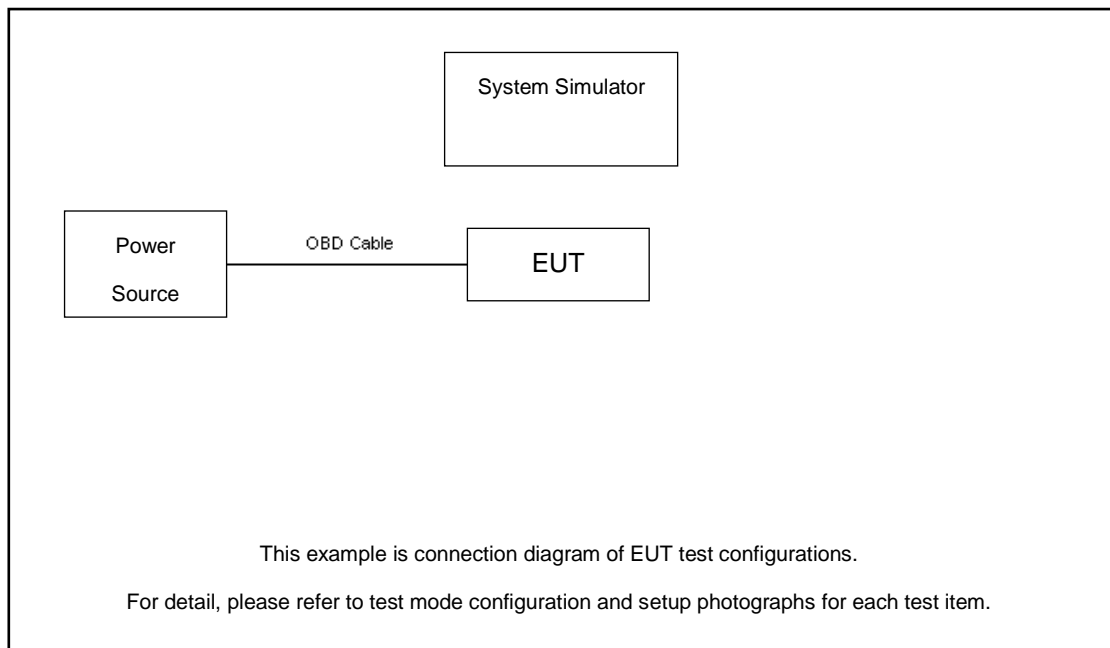 System Simulator
Power
Source
OBD Cable
EUT
This example is connection diagram of EUT test configurations.
For detail, please refer to test mode configuration and setup photographs for each test item.